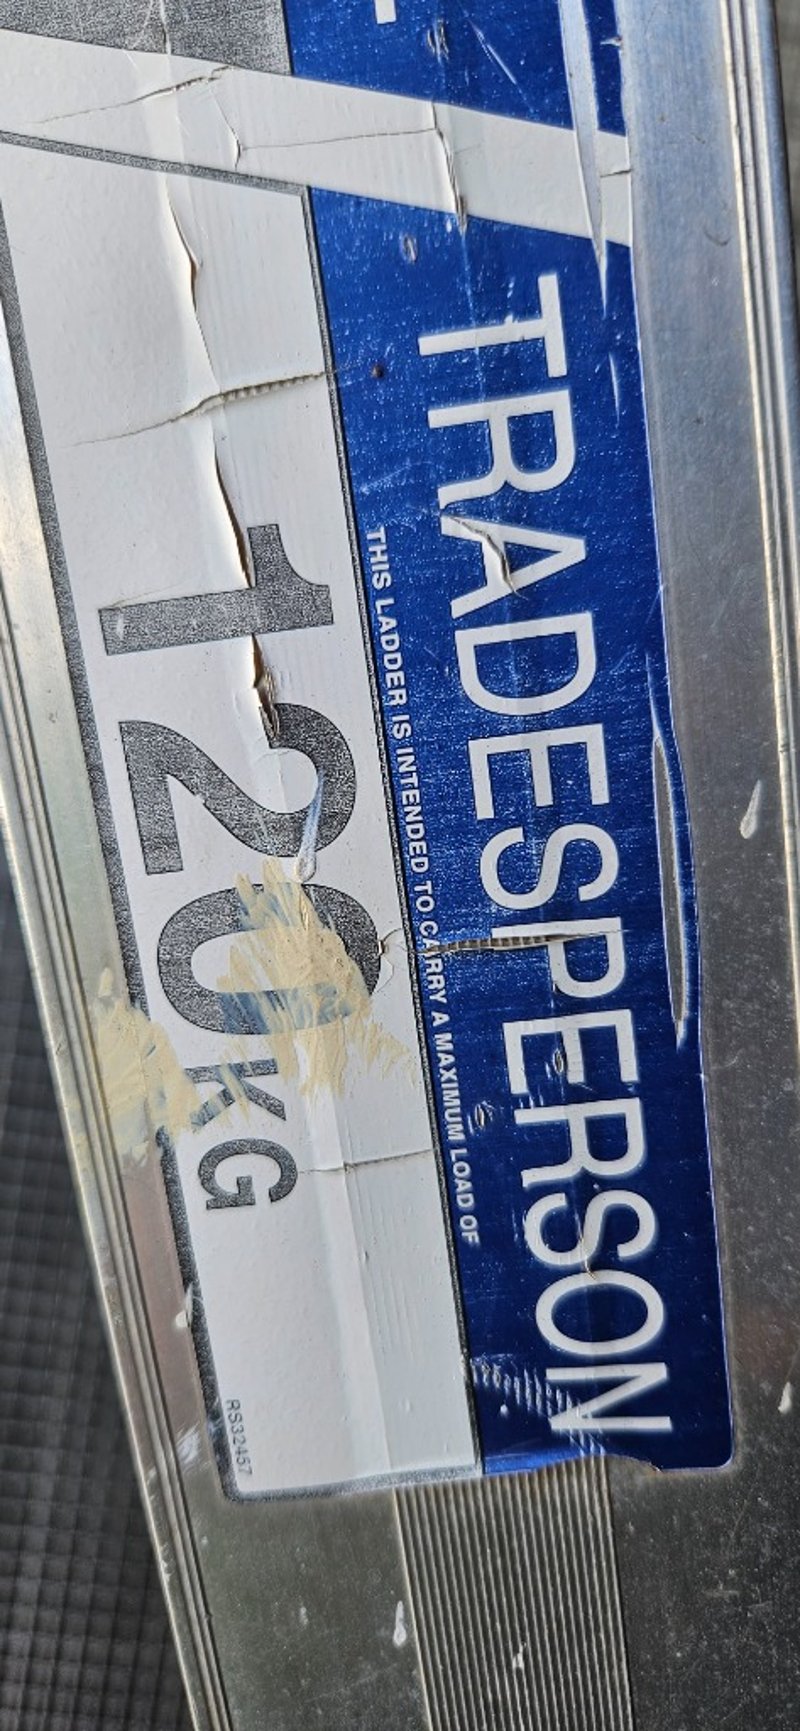 TRADESPERSON
THIS LADDER IS INTENDED TO CARRY A MAXIMUM LOAD OF
120KG
RS32457